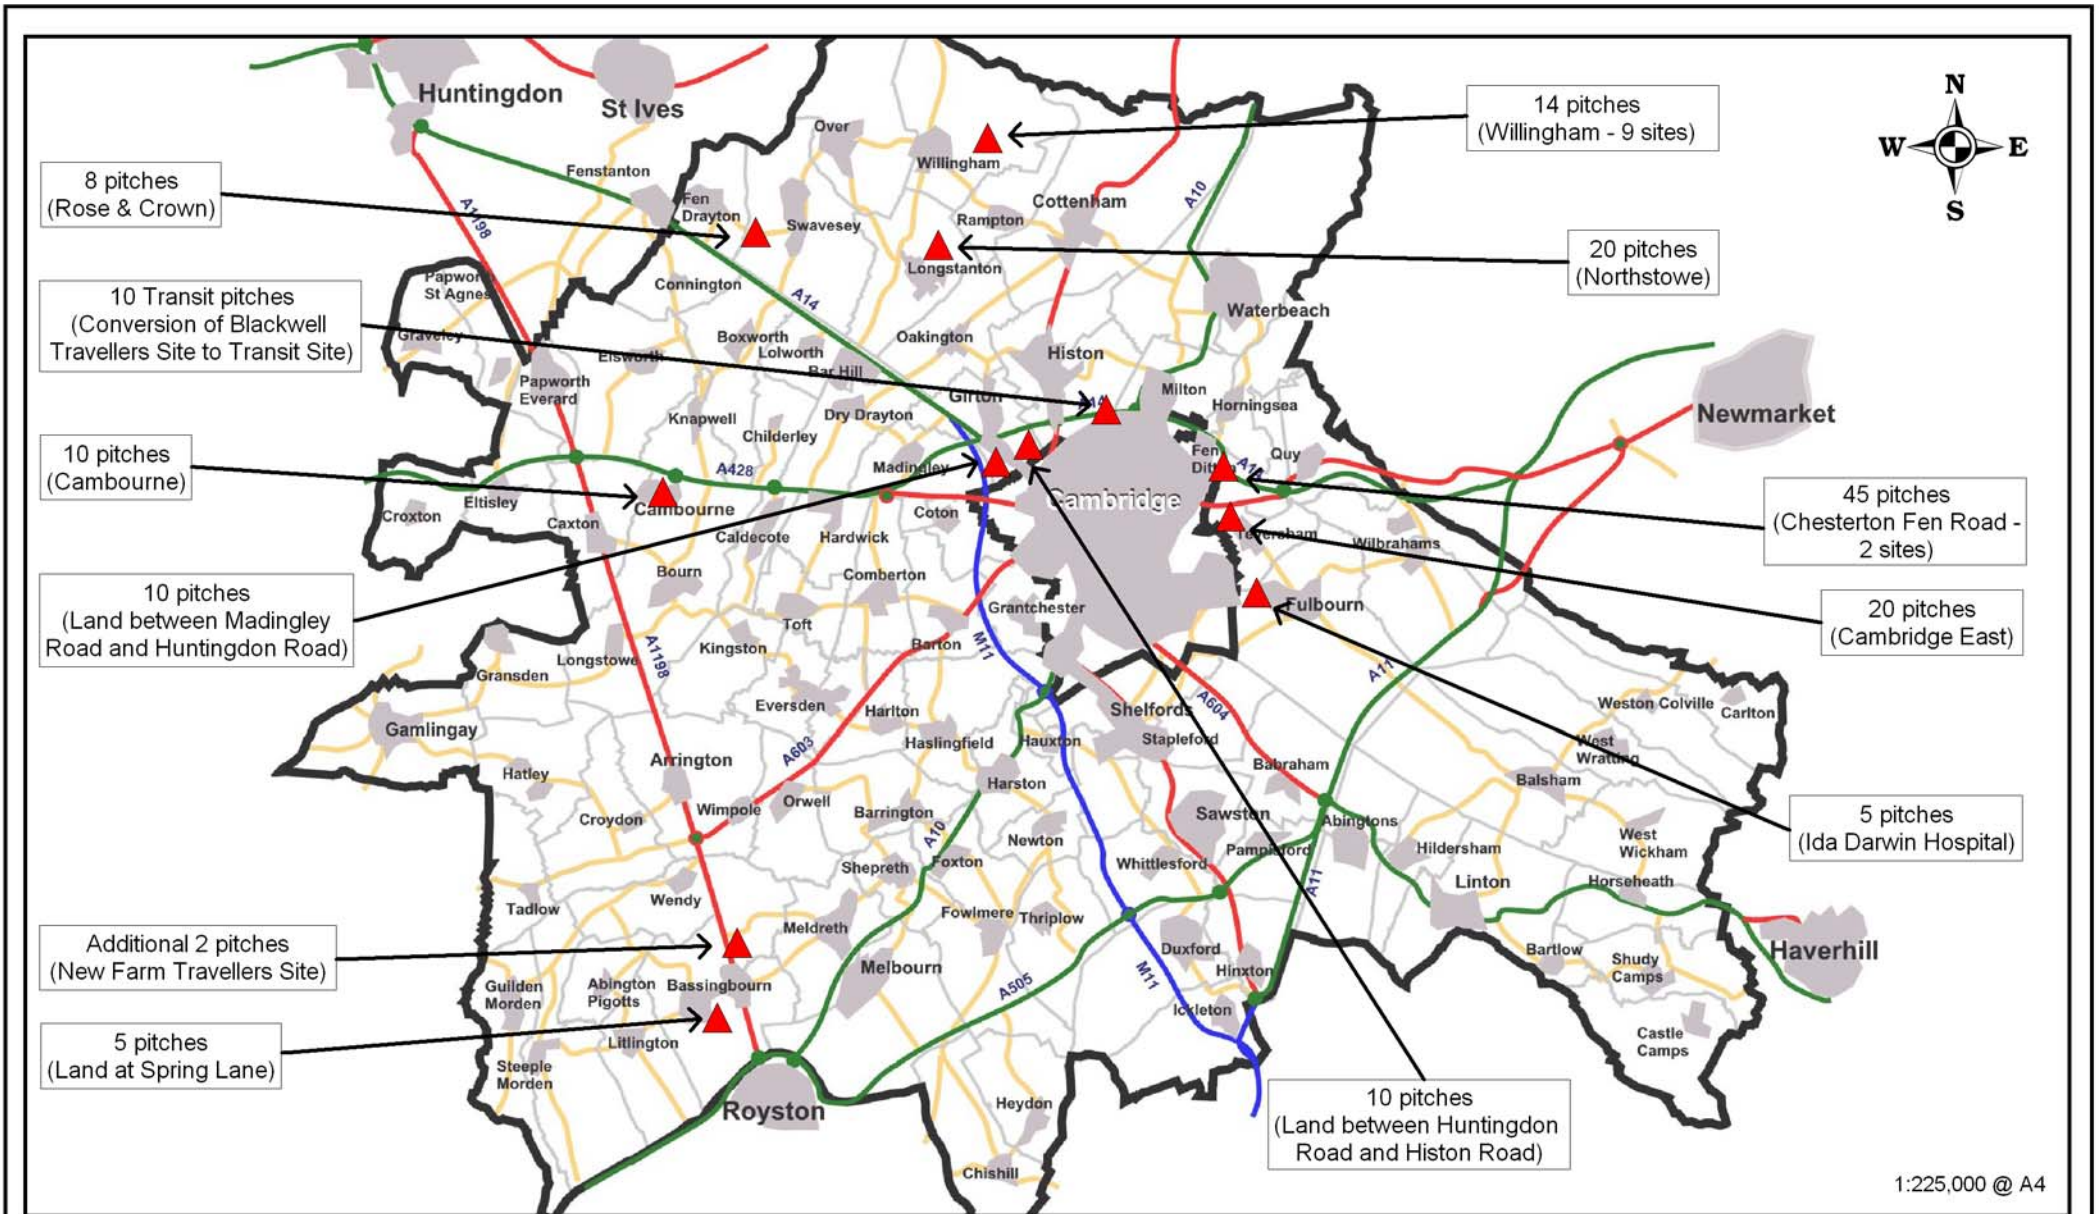 Huntingdon
St Ives
N
W
E
S
14 pitches
(Willingham - 9 sites)
Over
Willingham
Fenstanton
8 pitches
(Rose & Crown)
A1198
Fen
Drayton
Swavesey
Rampton
Cottenham
A10
20 pitches
(Northstowe)
Longstanton
Papworth
St Agnes
Connington
10 Transit pitches
(Conversion of Blackwell
Travellers Site to Transit Site)
A14
Waterbeach
Graveley
Elsworth
Boxworth
Lolworth
Bar Hill
Oakington
Histon
Papworth
Everard
Girton
A14
Milton
Horningsea
Newmarket
Knapwell
Dry Drayton
Childerley
10 pitches
(Cambourne)
A428
Madingley
Fen
Ditton
Quy
Croxton
Eltisley
Cambourne
Caxton
Coton
Cambridge
45 pitches
(Chesterton Fen Road -
2 sites)
Caldecote
Hardwick
Teversham
Wilbrahams
10 pitches
(Land between Madingley
Road and Huntingdon Road)
Bourn
Comberton
Grantchester
Fulbourn
20 pitches
(Cambridge East)
Toft
Kingston
Barton
M11
Longstowe
A1198
Gransden
A11
Eversden
Harlton
Shelfords
A604
Weston Colville
Carlton
Gamlingay
Haslingfield
Hauxton
Stapleford
West
Wratting
Arrington
A603
Babraham
Hatley
Harston
Balsham
Croydon
Wimpole
Orwell
Barrington
A10
Sawston
Abingtons
5 pitches
(Ida Darwin Hospital)
Newton
West
Wickham
Shepreth
Foxton
Whittlesford
Pampisford
Hildersham
Linton
Horseheath
A11
Tadlow
Wendy
Meldreth
Fowlmere
Thriplow
Additional 2 pitches
(New Farm Travellers Site)
Duxford
Bartlow
Haverhill
Melbourn
Hinxton
Shudy
Camps
Guilden
Morden
Abington
Pigotts
Bassingbourn
A505
M11
Ickleton
5 pitches
(Land at Spring Lane)
Litlington
Castle
Camps
Steeple
Morden
Royston
Heydon
10 pitches
(Land between Huntingdon
Road and Histon Road)
Chishill
1:225,000 @ A4